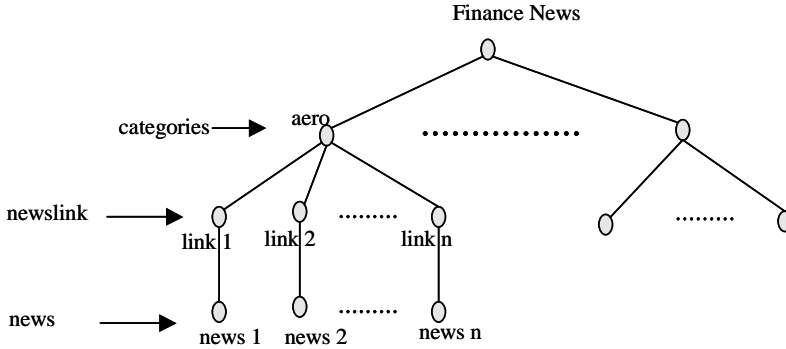 Finance News
categories
aero
newslink
link 1
link 2
link n
news
news 1
news 2
news n